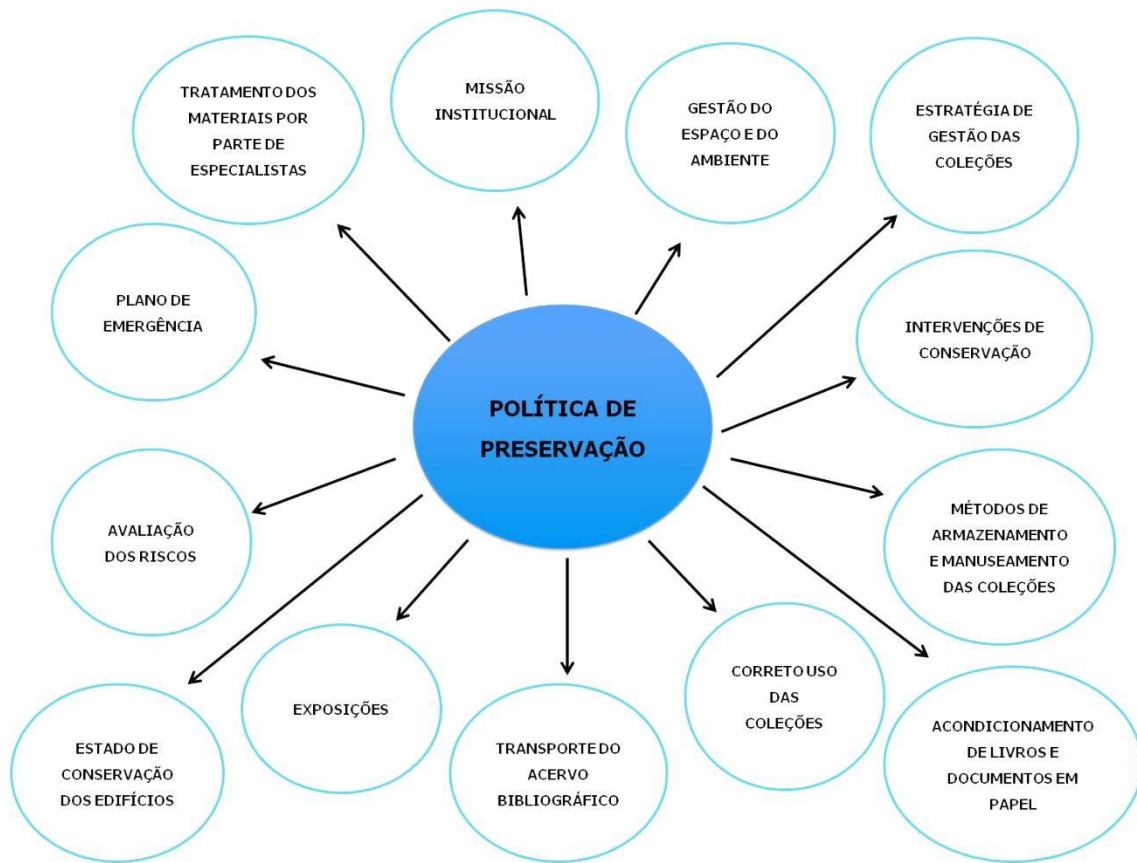 TRATAMENTO DOS
MATERIAIS POR
PARTE DE
ESPECIALISTAS
MISSÃO
INSTITUCIONAL
GESTÃO DO
ESPAÇO E DO
AMBIENTE
ESTRATÉGIA DE
GESTÃO DAS
COLEÇÕES
PLANO DE
EMERGÊNCIA
INTERVENÇÕES DE
CONSERVAÇÃO
POLÍTICA DE
PRESERVAÇÃO
AVALIAÇÃO
DOS RISCOS
MÉTODOS DE
ARMAZENAMENTO
E MANUSEAMENTO
DAS COLEÇÕES
ESTADO DE
CONSERVAÇÃO
DOS EDIFÍCIOS
EXPOSIÇÕES
TRANSPORTE DO
ACERVO
BIBLIOGRÁFICO
CORRETO USO
DAS
COLEÇÕES
ACONDICIONAMENTO
DE LIVROS E
DOCUMENTOS EM
PAPEL